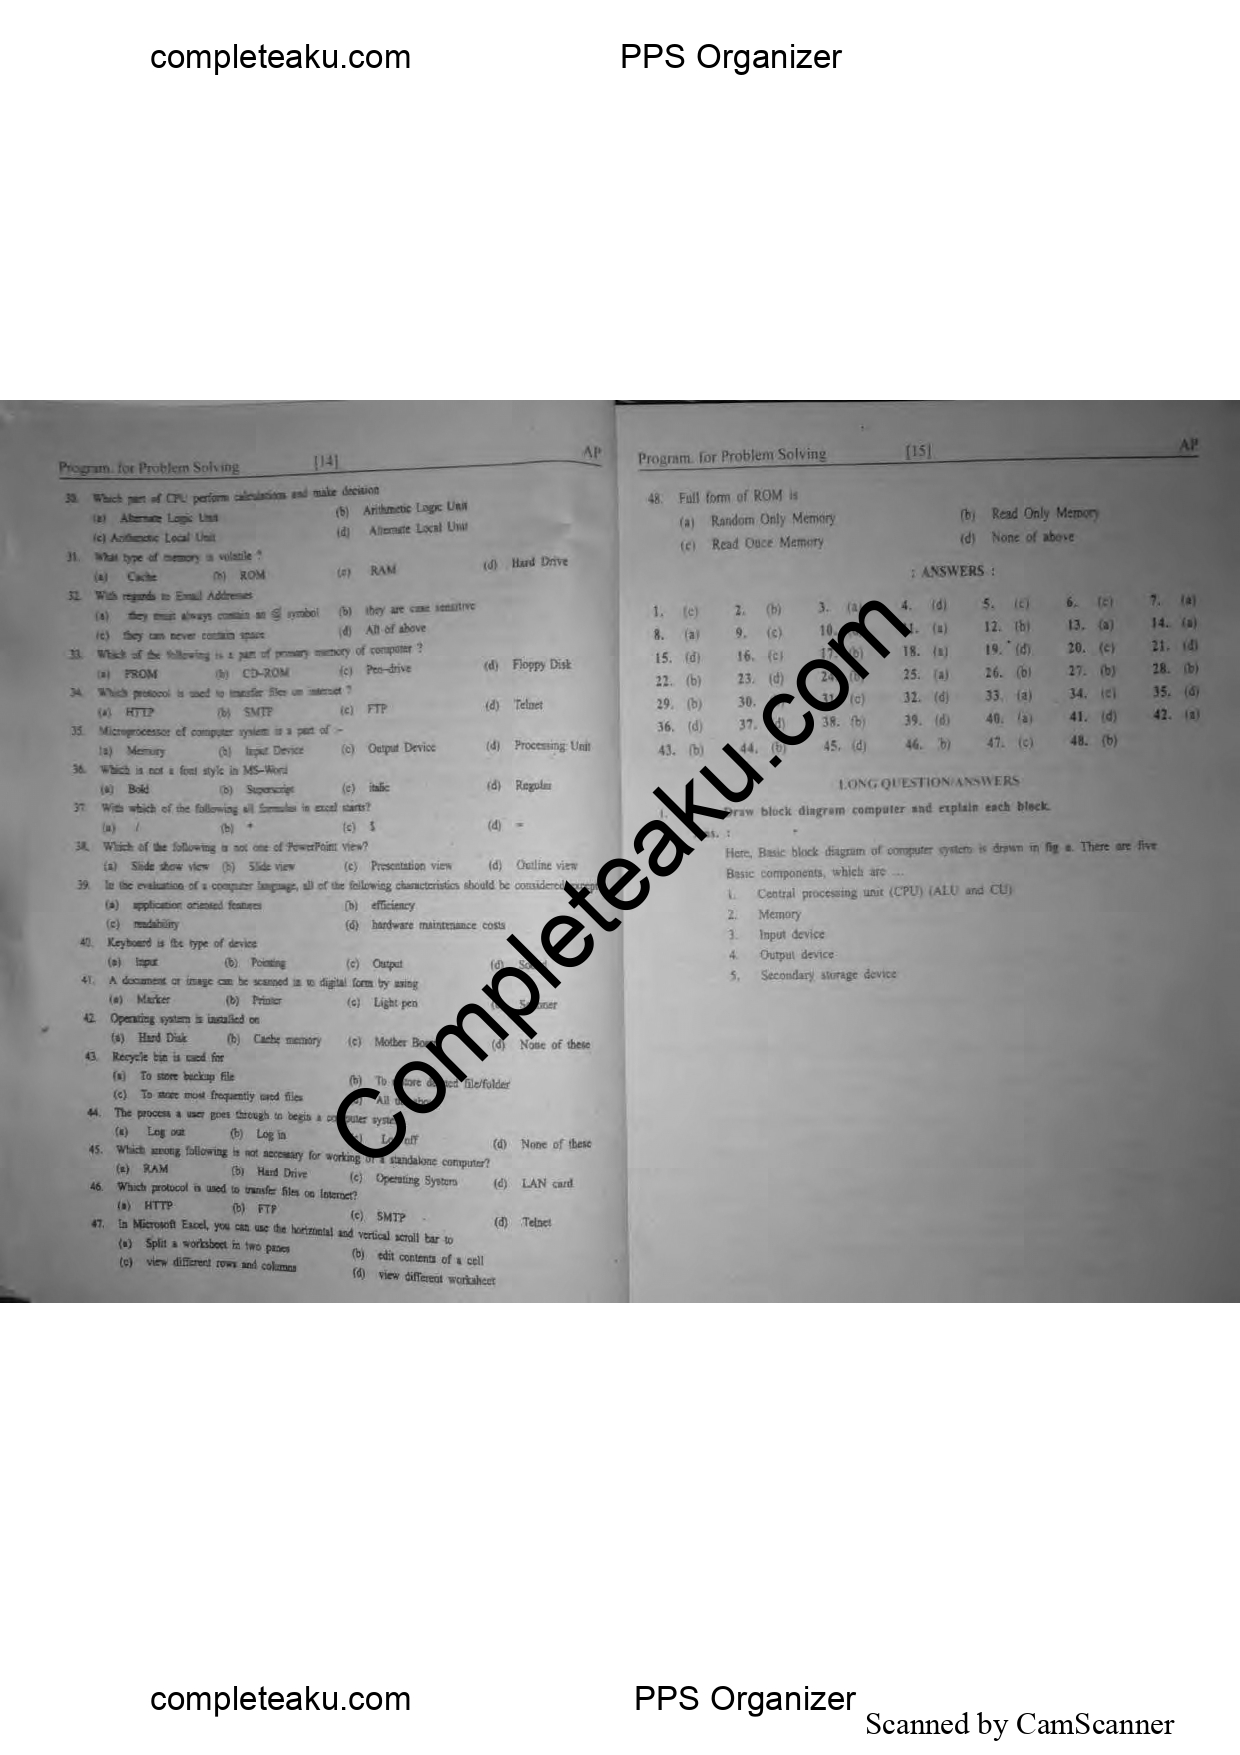 completeaku.com PPS Organizer
Program. for Problem Solving [14] AP
30. Which part of CPU perform calculations and make decision
(a) Alternate Logic Unit (b) Arithmetic Logic Unit
(c) Arithmetic Local Unit (d) Alternate Local Unit
31. What type of memory is volatile ?
(a) Cache (b) ROM (c) RAM (d) Hard Drive
32. With regards to Email Addresses
(a) they must always contain an @ symbol (b) they are case sensitive
(c) they can never contain space (d) All of above
33. Which of the following is a part of primary memory of computer ?
(a) PROM (b) CD-ROM (c) Pen-drive (d) Floppy Disk
34. Which protocol is used to transfer files on internet ?
(a) HTTP (b) SMTP (c) FTP (d) Telnet
35. Microprocessor of computer system is a part of :-
(a) Memory (b) Input Device (c) Output Device (d) Processing Unit
36. Which is not a font style in MS-Word
(a) Bold (b) Superscript (c) italic (d) Regular
37. With which of the following all formulas in excel starts?
(a) / (b) * (c) $ (d) =
38. Which of the following is not one of PowerPoint view?
(a) Slide show view (b) Slide view (c) Presentation view (d) Outline view
39. In the evaluation of a computer language, all of the following characteristics should be considered except
(a) application oriented features (b) efficiency
(c) readability (d) hardware maintenance costs
40. Keyboard is the type of device
(a) Input (b) Pointing (c) Output (d)
41. A document or image can be scanned in to digital form by using
(a) Marker (b) Printer (c) Light pen
42. Operating system is installed on
(a) Hard Disk (b) Cache memory (c) Mother (d) None of these
43. Recycle bin is used for
(a) To store backup file (b) To file/folder
(c) To store most frequently used files All
44. The process a user goes through to begin a computer system
(a) Log out (b) Log in (c) Log off (d) None of these
45. Which among following is not necessary for working of a standalone computer?
(a) RAM (b) Hard Drive (c) Operating System (d) LAN card
46. Which protocol is used to transfer files on Internet?
(a) HTTP (b) FTP (c) SMTP (d) Telnet
47. In Microsoft Excel, you can use the horizontal and vertical scroll bar to
(a) Split a worksheet in two panes (b) edit contents of a cell
(c) view different rows and columns (d) view different worksheet
Program. for Problem Solving [15] AP
48. Full form of ROM is
(a) Random Only Memory (b) Read Only Memory
(c) Read Once Memory (d) None of above
: ANSWERS :
1. (c) 2. (b) 3. (a) 4. (d) 5. (c) 6. (c) 7. (a)
8. (a) 9. (c) 10. (a) 12. (b) 13. (a) 14. (a)
15. (d) 16. (c) 17. (b) 18. (a) 19. (d) 20. (c) 21. (d)
22. (b) 23. (d) 24. 25. (a) 26. (b) 27. (b) 28. (b)
29. (b) 30. 31. (c) 32. (d) 33. (a) 34. (c) 35. (d)
36. (d) 37. (d) 38. (b) 39. (d) 40. (a) 41. (d) 42. (a)
43. (b) 44. (b) 45. (d) 46. b) 47. (c) 48. (b)
LONG QUESTION/ANSWERS
1. Draw block diagram computer and explain each block.
ns. :
Here, Basic block diagram of computer system is drawn in fig a. There are five
Basic components, which are ...
1. Central processing unit (CPU) (ALU and CU)
2. Memory
3. Input device
4. Output device
5. Secondary storage device
Completeaku.com
completeaku.com PPS Organizer
Scanned by CamScanner